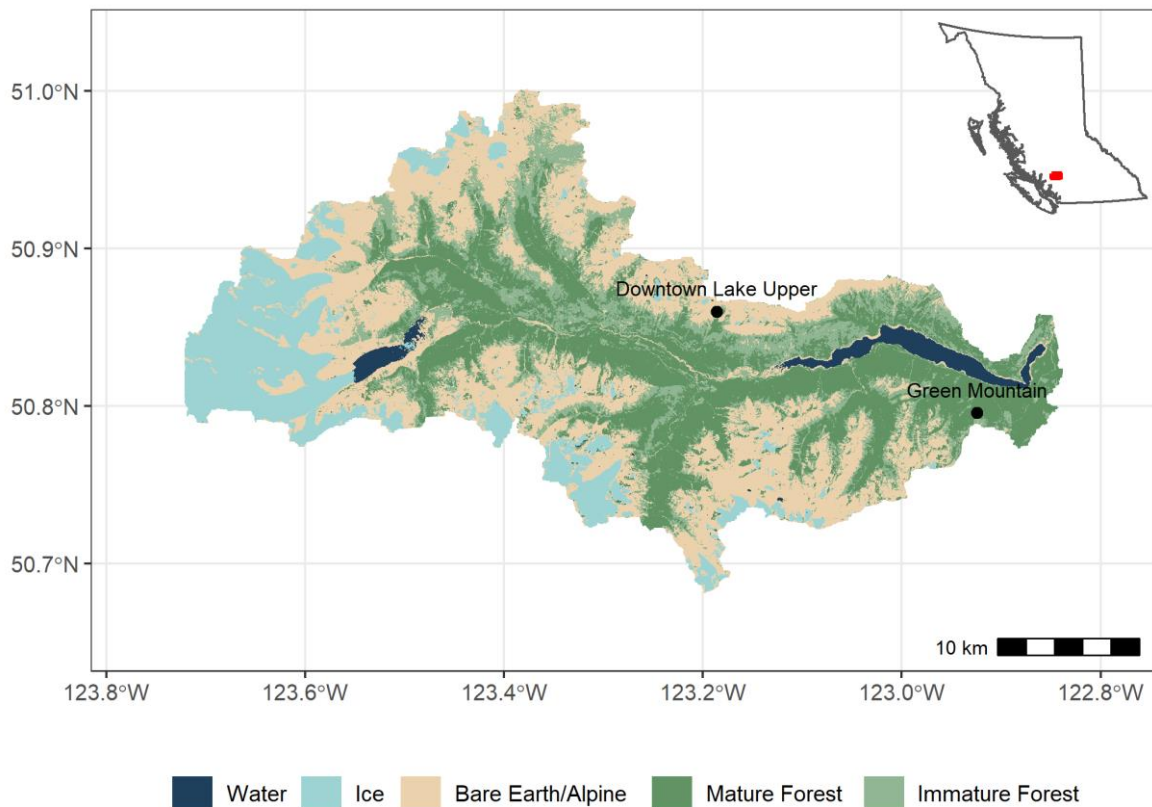 51.0°N
50.9°N
Downtown Lake Upper
Green Mountain
50.8°N
50.7°N
10 km
123.8°W 123.6°W 123.4°W 123.2°W 123.0°W 122.8°W
Water Ice Bare Earth/Alpine Mature Forest Immature Forest